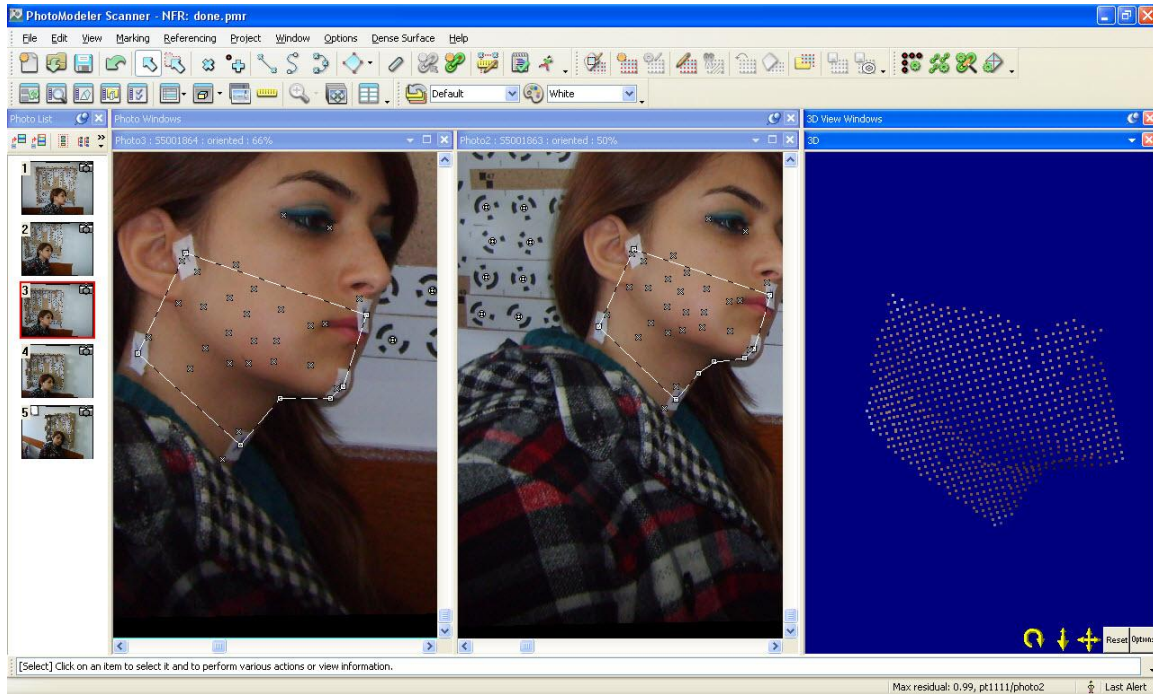 PhotoModeler Scanner - NFR: done.pmr
File Edit View Marking Referencing Project Window Options Dense Surface Help
Default White
Photo List
Photo Windows
3D View Windows
Photo3 : S5001864 : oriented : 66%
Photo2 : S5001863 : oriented : 50%
3D
1
2
3
4
5
47
Reset Options
[Select] Click on an item to select it and to perform various actions or view information.
Max residual: 0.99, pt1111/photo2 Last Alert